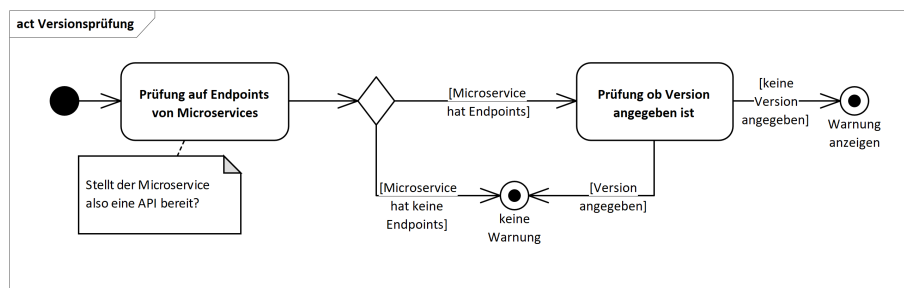 act Versionsprüfung
Prüfung auf Endpoints
von Microservices
Stellt der Microservice
also eine API bereit?
[Microservice
hat Endpoints]
Prüfung ob Version
angegeben ist
[keine
Version
angegeben]
Warnung
anzeigen
[Microservice
hat keine
Endpoints]
keine
Warnung
[Version
angegeben]